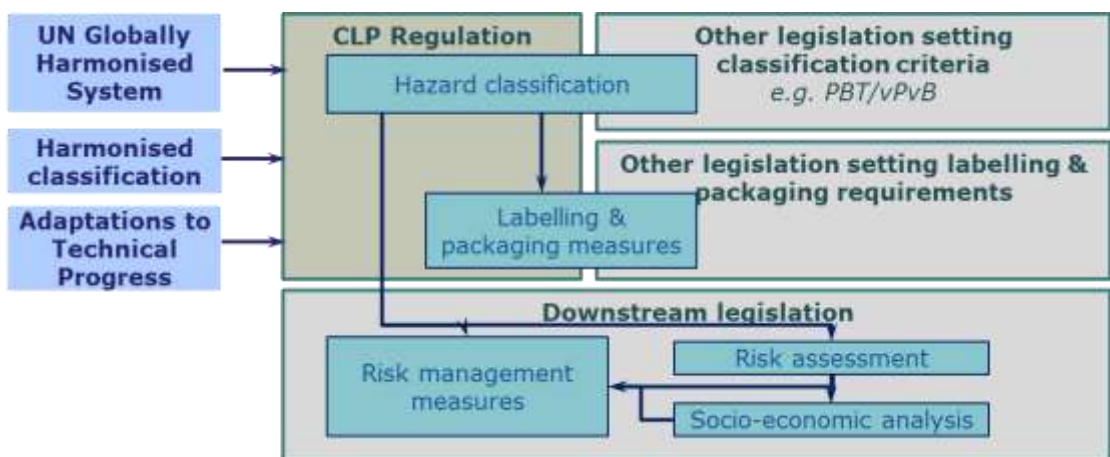 UN Globally
Harmonised
System
Harmonised
classification
Adaptations to
Technical
Progress
CLP Regulation
Hazard classification
Labelling &
packaging measures
Other legislation setting
classification criteria
e.g. PBT/vPvB
Other legislation setting labelling &
packaging requirements
Downstream legislation
Risk management
measures
Risk assessment
Socio-economic analysis